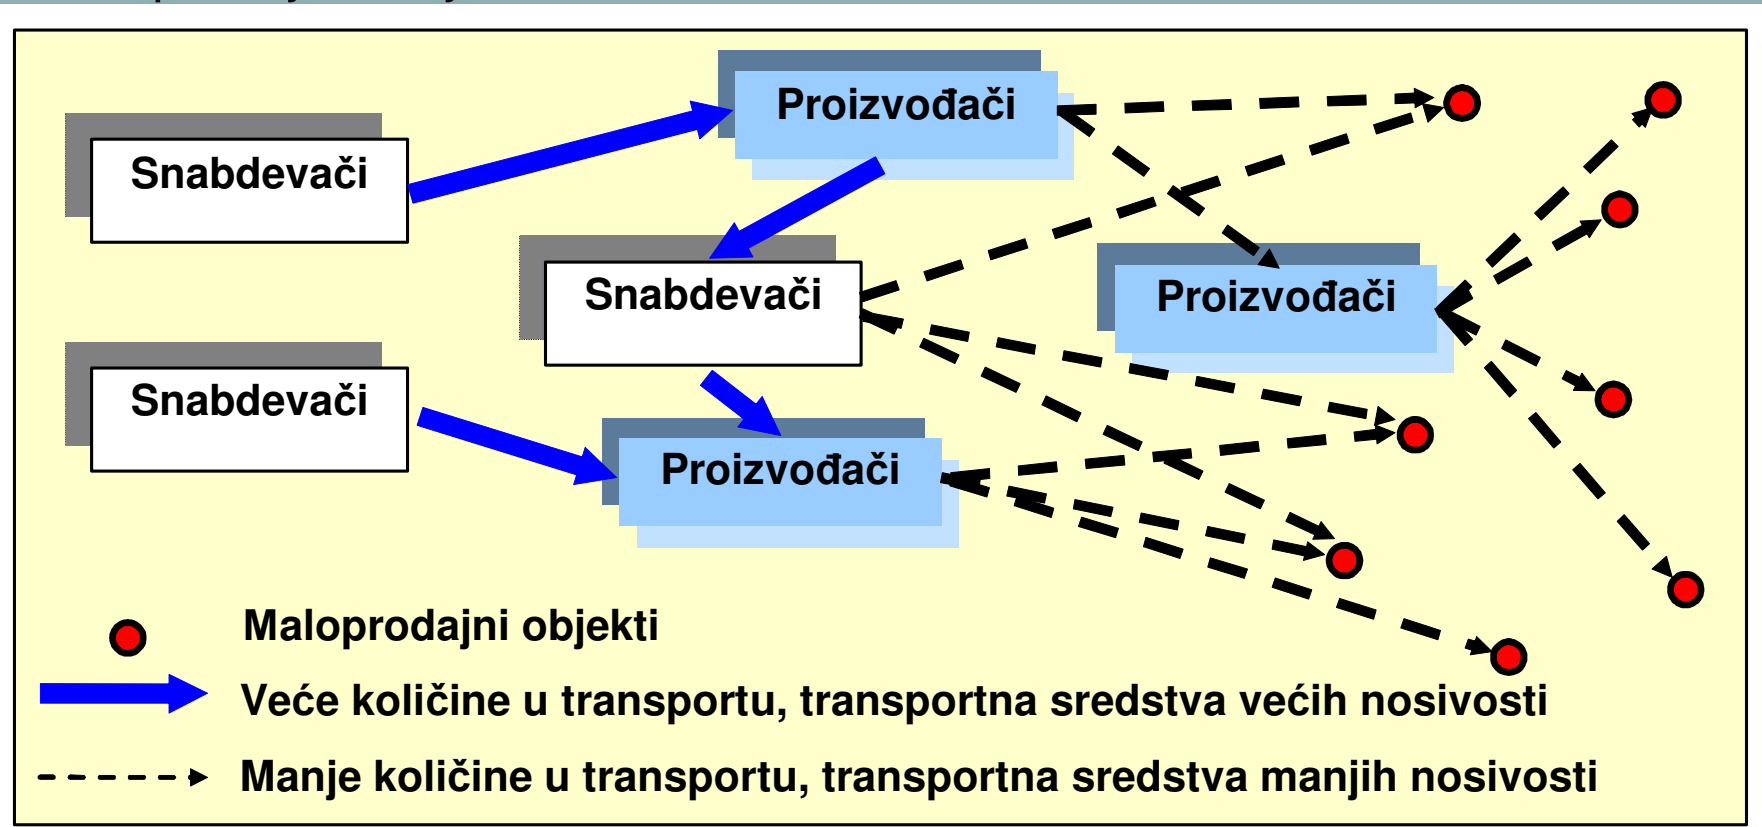 Proizvođači
Snabdevači
Snabdevači
Proizvođači
Snabdevači
Proizvođači
Maloprodajni objekti
Veće količine u transportu, transportna sredstva većih nosivosti
Manje količine u transportu, transportna sredstva manjih nosivosti